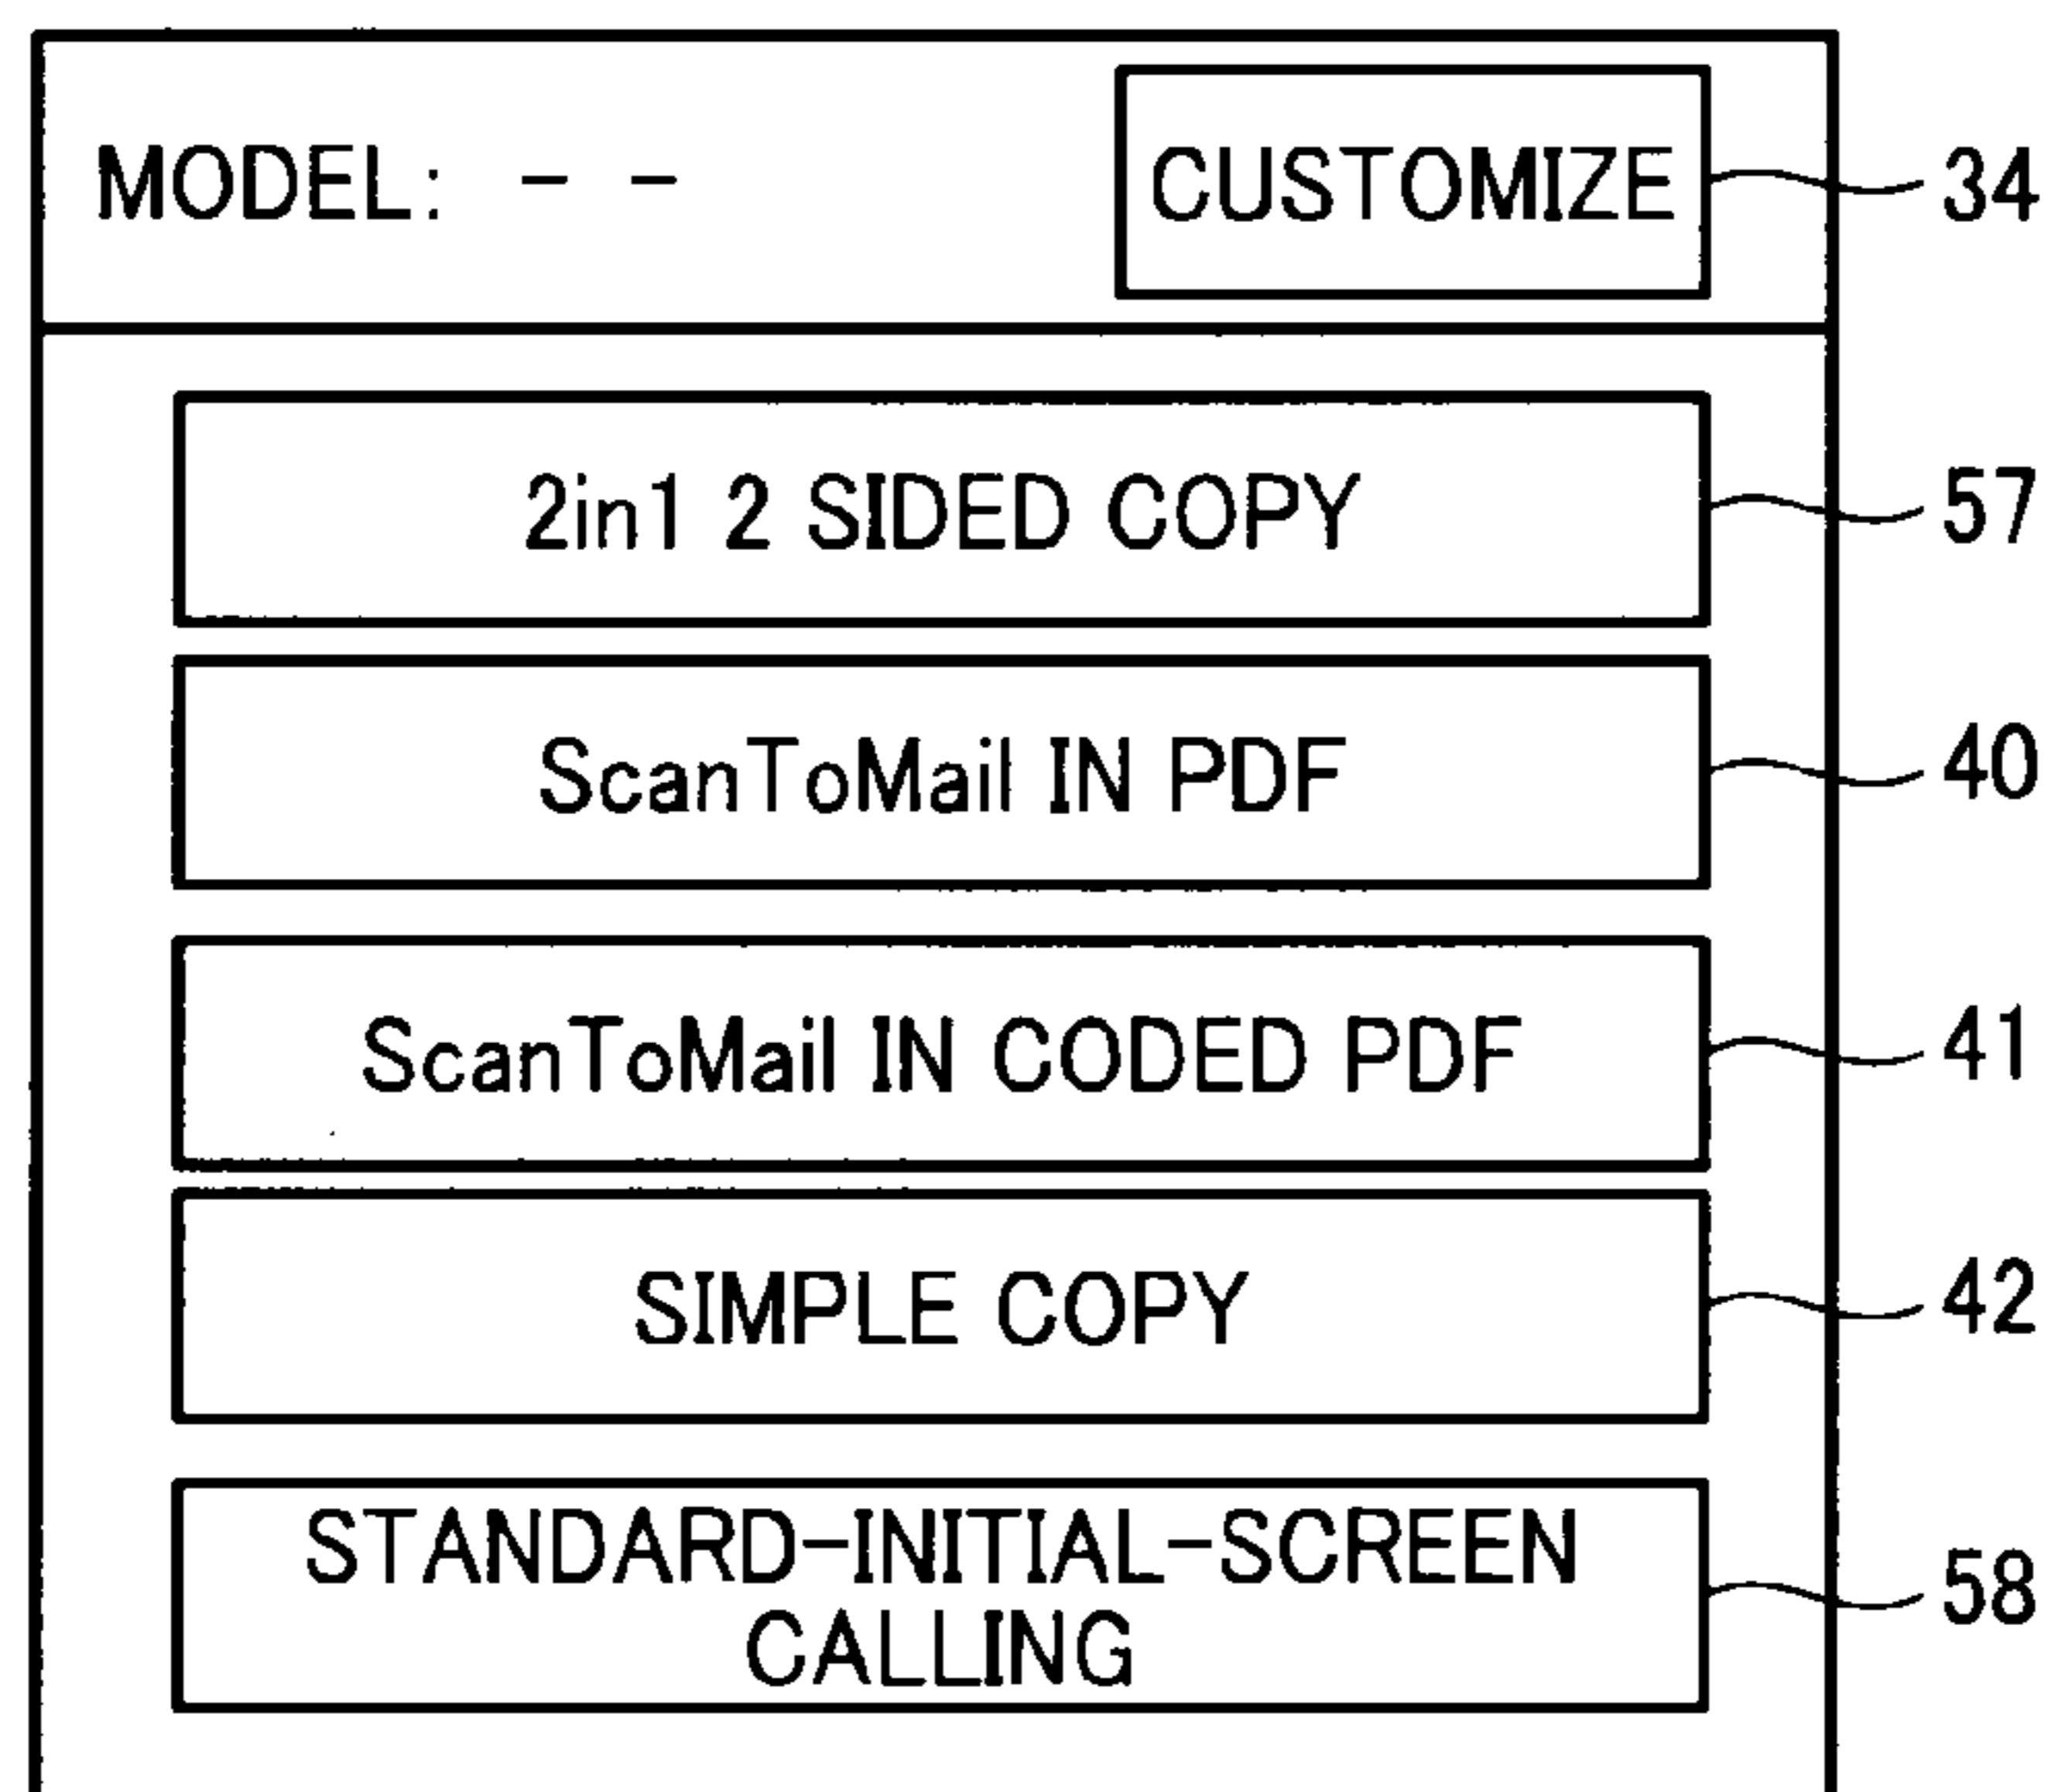 MODEL: - - CUSTOMIZE 34
2in1 2 SIDED COPY 57
ScanToMail IN PDF 40
ScanToMail IN CODED PDF 41
SIMPLE COPY 42
STANDARD-INITIAL-SCREEN
CALLING 58